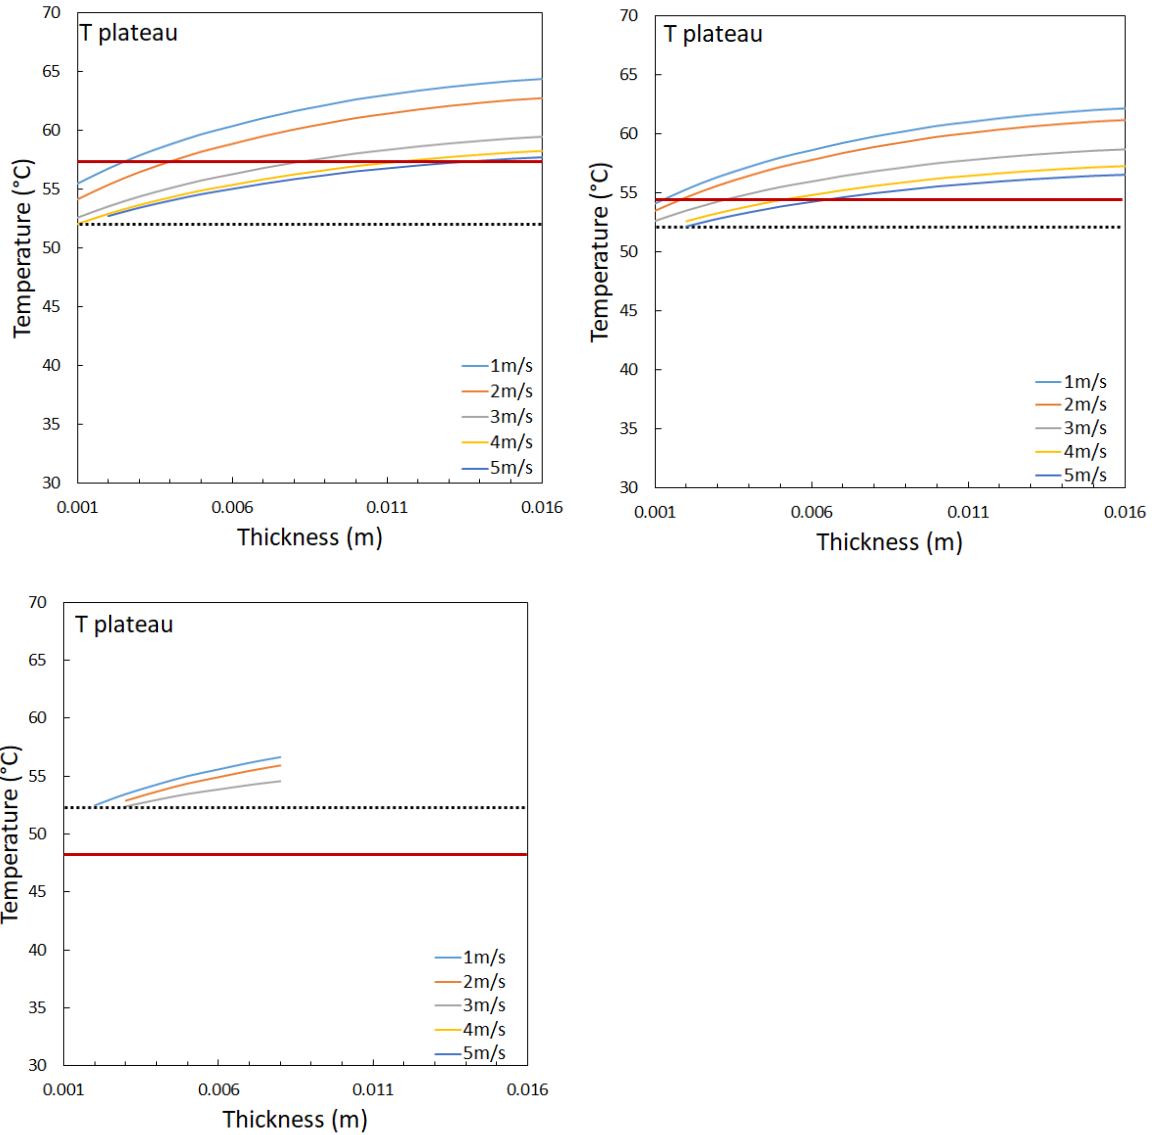 T plateau
70
65
60
55
50
45
40
35
30
Temperature (°C)
1m/s
2m/s
3m/s
4m/s
5m/s
0.001
0.006
0.011
0.016
Thickness (m)
T plateau
70
65
60
55
50
45
40
35
30
Temperature (°C)
1m/s
2m/s
3m/s
4m/s
5m/s
0.001
0.006
0.011
0.016
Thickness (m)
T plateau
70
65
60
55
50
45
40
35
30
Temperature (°C)
1m/s
2m/s
3m/s
4m/s
5m/s
0.001
0.006
0.011
0.016
Thickness (m)